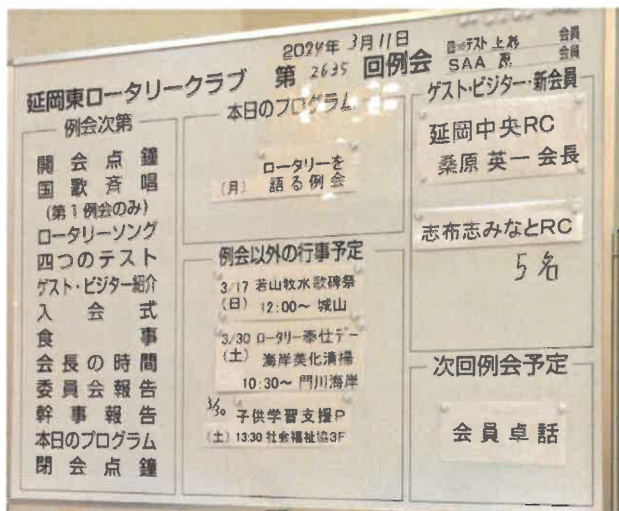 2024年 3月11日
延岡東ロータリークラブ 第 2635 回例会
四つのテスト 上杉 会員
SAA 原 会員
例会次第
開会点鐘
国歌斉唱
(第1例会のみ)
ロータリーソング
四つのテスト
ゲスト・ビジター紹介
入会式
食事
会長の時間
委員会報告
幹事報告
本日のプログラム
閉会点鐘
本日のプログラム
ロータリーを
(月) 語る例会
例会以外の行事予定
3/17 若山牧水歌碑祭
(日) 12:00~ 城山
3/30 ロータリー奉仕デー
(土) 海岸美化清掃
10:30~ 門川海岸
3/30 子供学習支援P
(土) 13:30 社会福祉協3F
ゲスト・ビジター・新会員
延岡中央RC
桑原英一会長
志布志みなとRC
5名
次回例会予定
会員卓話